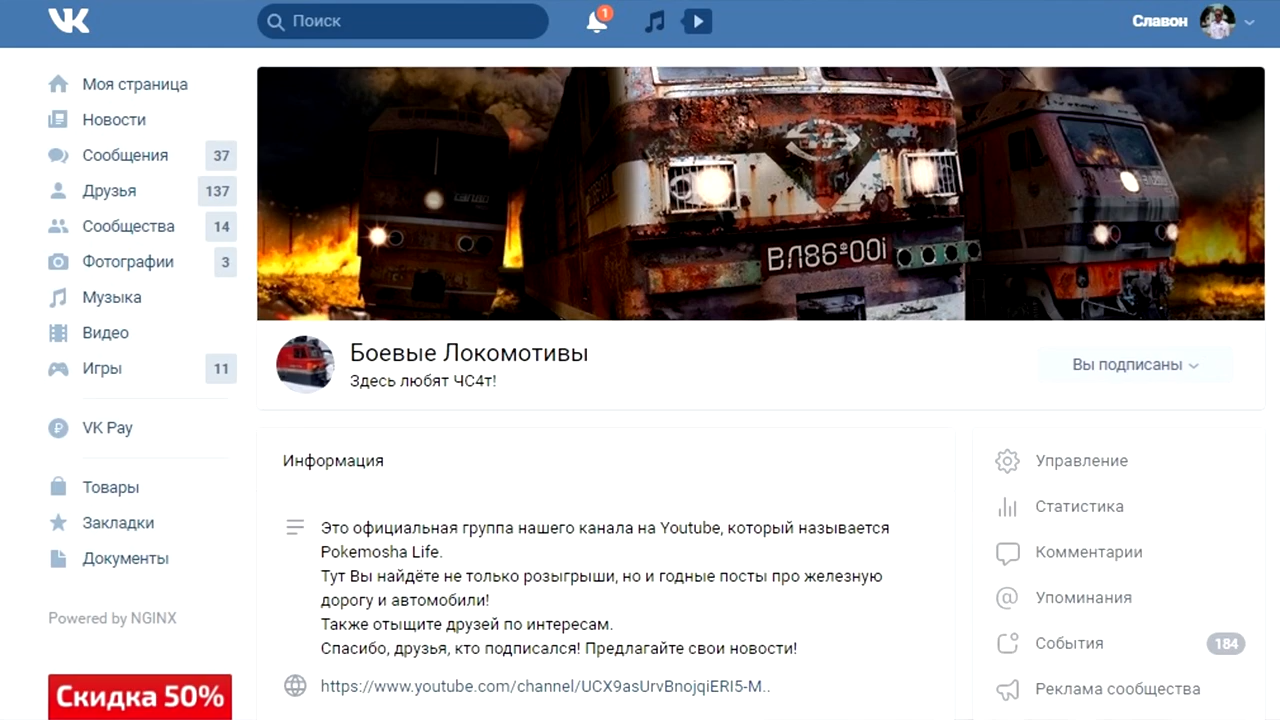 Поиск
1
Славон
Моя страница
Новости
Сообщения 37
Друзья 137
Сообщества 14
Фотографии 3
Музыка
Видео
Игры 11
VK Pay
Товары
Закладки
Документы
Powered by NGINX
Скидка 50%
ВЛ86Ф-001
Боевые Локомотивы
Здесь любят ЧС4т!
Вы подписаны
Информация
Это официальная группа нашего канала на Youtube, который называется
Pokemosha Life.
Тут Вы найдёте не только розыгрыши, но и годные посты про железную
дорогу и автомобили!
Также отыщите друзей по интересам.
Спасибо, друзья, кто подписался! Предлагайте свои новости!
https://www.youtube.com/channel/UCX9asUrvBnojqiERI5-M..
Управление
Статистика
Комментарии
Упоминания
События 184
Реклама сообщества